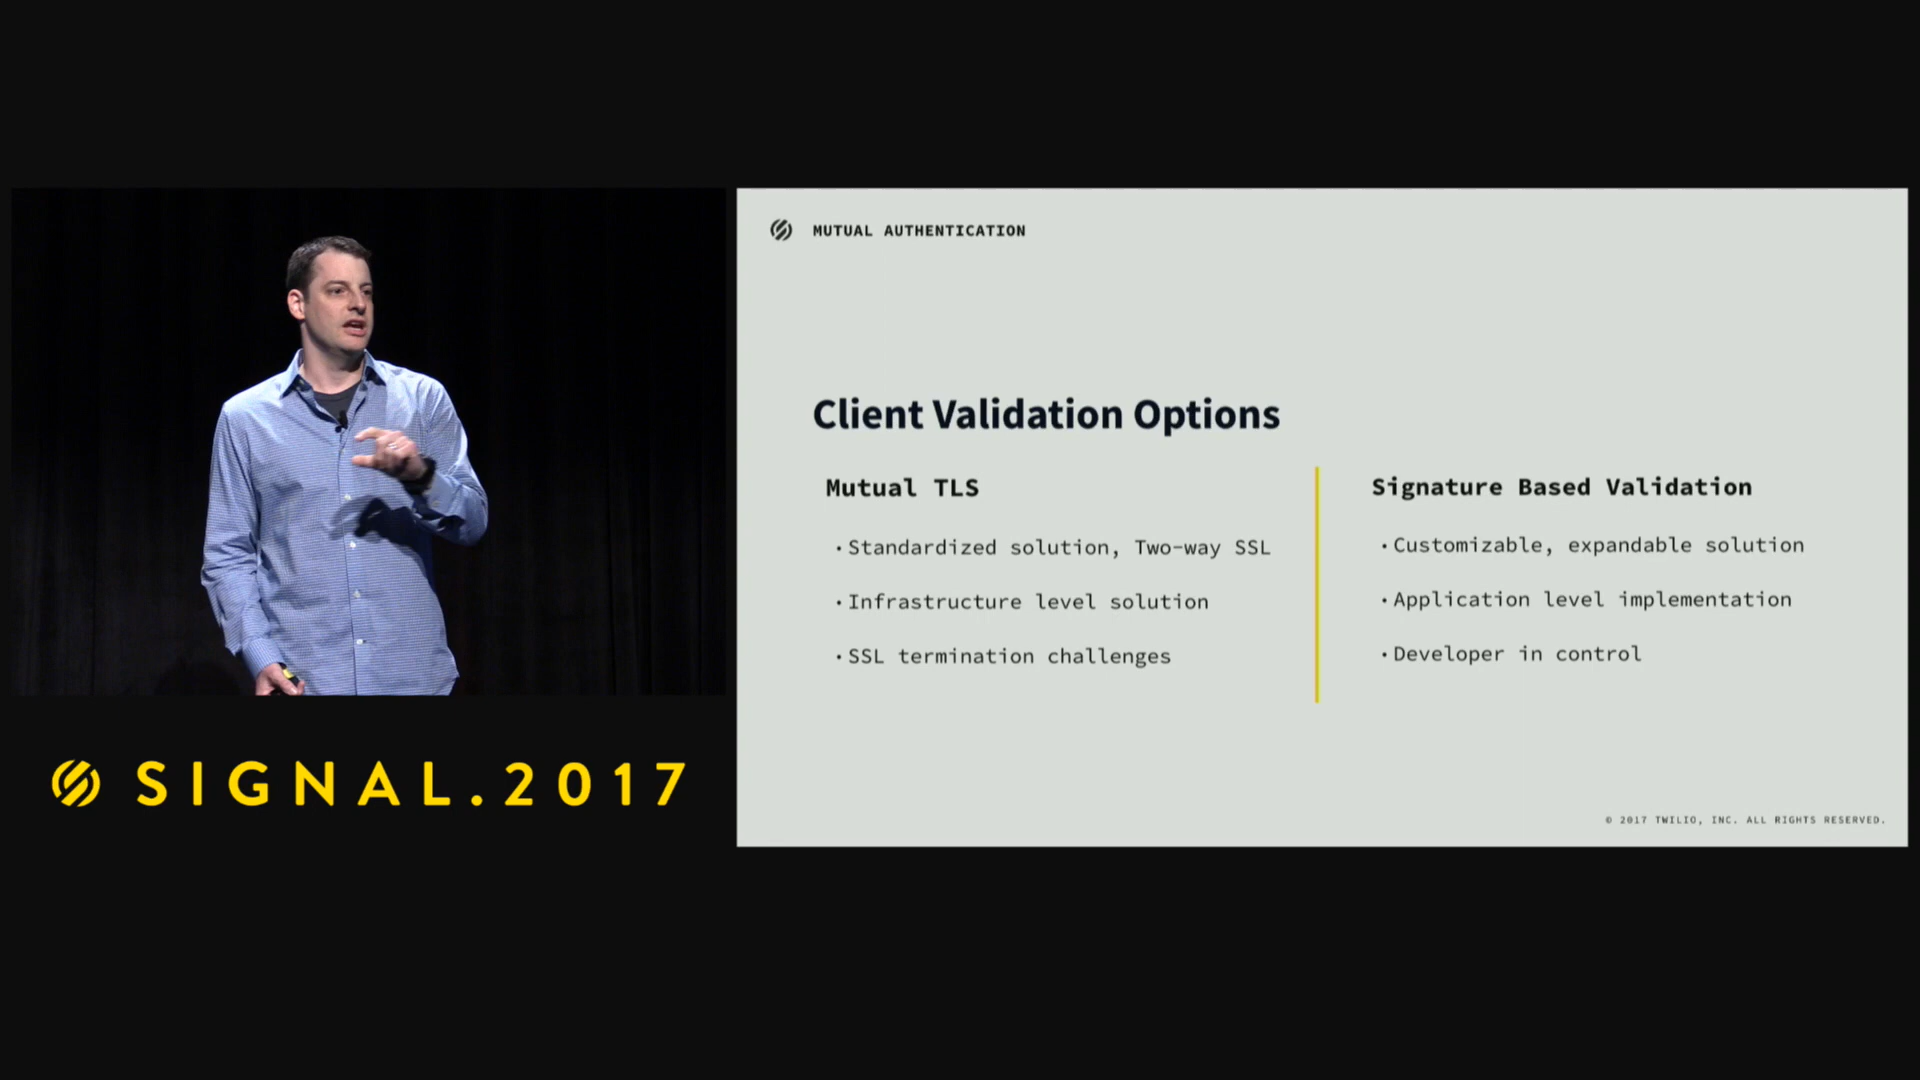 MUTUAL AUTHENTICATION
Client Validation Options
Mutual TLS
• Standardized solution, Two-way SSL
• Infrastructure level solution
• SSL termination challenges
Signature Based Validation
• Customizable, expandable solution
• Application level implementation
• Developer in control
© 2017 TWILIO, INC. ALL RIGHTS RESERVED.
SIGNAL.2017